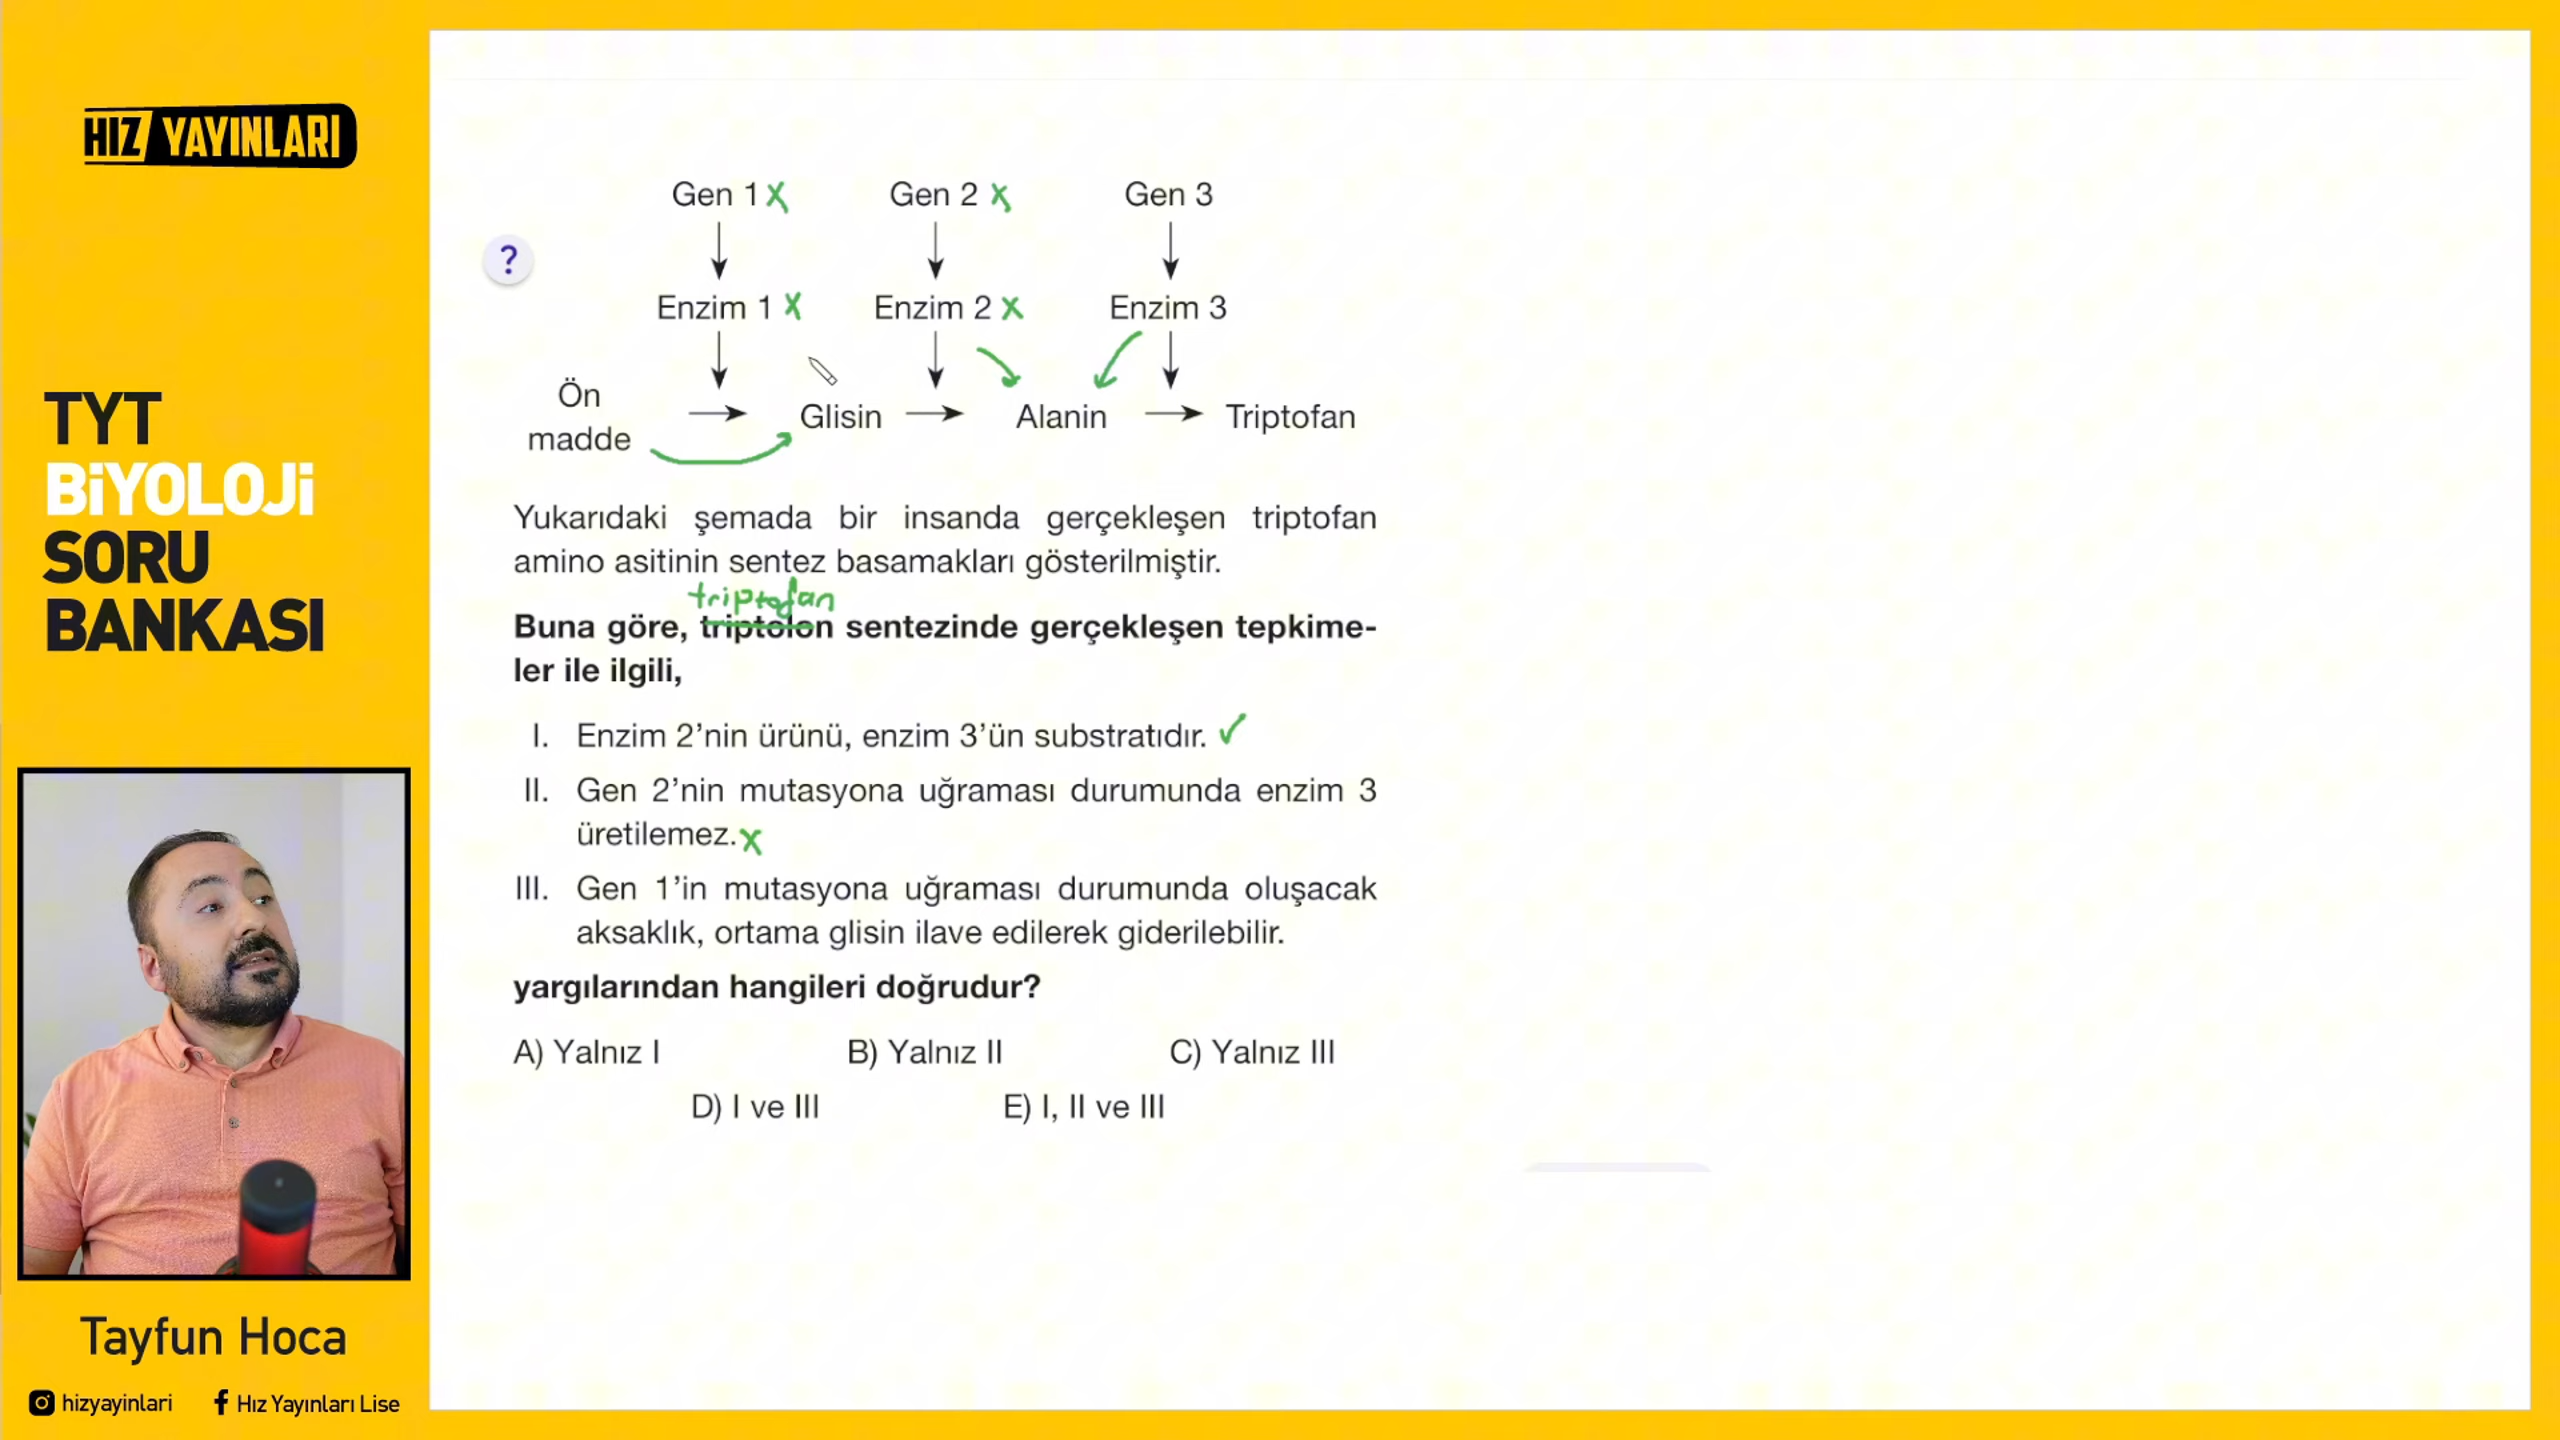 HIZ YAYINLARI
TYT
BiYOLOJi
SORU
BANKASI
Tayfun Hoca
hizyayinlari
Hız Yayınları Lise
?
Gen 1 X Gen 2 X Gen 3
Enzim 1 X Enzim 2 X Enzim 3
Ön
madde
Glisin Alanin Triptofan
Yukarıdaki şemada bir insanda gerçekleşen triptofan
amino asitinin sentez basamakları gösterilmiştir.
triptofan
Buna göre, triptolon sentezinde gerçekleşen tepkime-
ler ile ilgili,
I. Enzim 2’nin ürünü, enzim 3’ün substratıdır. ✓
II. Gen 2’nin mutasyona uğraması durumunda enzim 3
üretilemez. X
III. Gen 1’in mutasyona uğraması durumunda oluşacak
aksaklık, ortama glisin ilave edilerek giderilebilir.
yargılarından hangileri doğrudur?
A) Yalnız I B) Yalnız II C) Yalnız III
D) I ve III E) I, II ve III